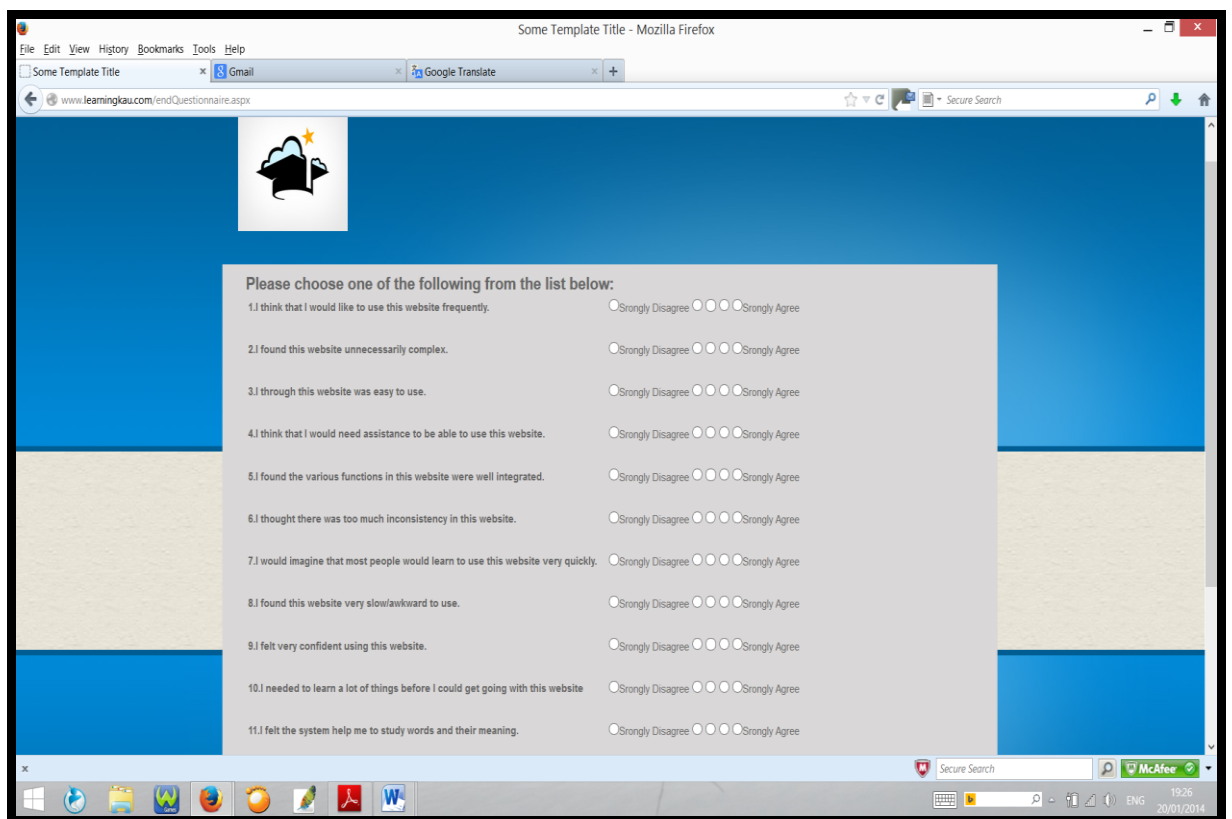 Some Template Title - Mozilla Firefox
File Edit View History Bookmarks Tools Help
Some Template Title x 8 Gmail x Google Translate x +
www.learningkau.com/endQuestionnaire.aspx Secure Search
Please choose one of the following from the list below:
1.I think that I would like to use this website frequently. Srongly Disagree Srongly Agree
2.I found this website unnecessarily complex. Srongly Disagree Srongly Agree
3.I through this website was easy to use. Srongly Disagree Srongly Agree
4.I think that I would need assistance to be able to use this website. Srongly Disagree Srongly Agree
5.I found the various functions in this website were well integrated. Srongly Disagree Srongly Agree
6.I thought there was too much inconsistency in this website. Srongly Disagree Srongly Agree
7.I would imagine that most people would learn to use this website very quickly. Srongly Disagree Srongly Agree
8.I found this website very slow/awkward to use. Srongly Disagree Srongly Agree
9.I felt very confident using this website. Srongly Disagree Srongly Agree
10.I needed to learn a lot of things before I could get going with this website Srongly Disagree Srongly Agree
11.I felt the system help me to study words and their meaning. Srongly Disagree Srongly Agree
x Secure Search McAfee
Games W b ENG 19:26
20/01/2014